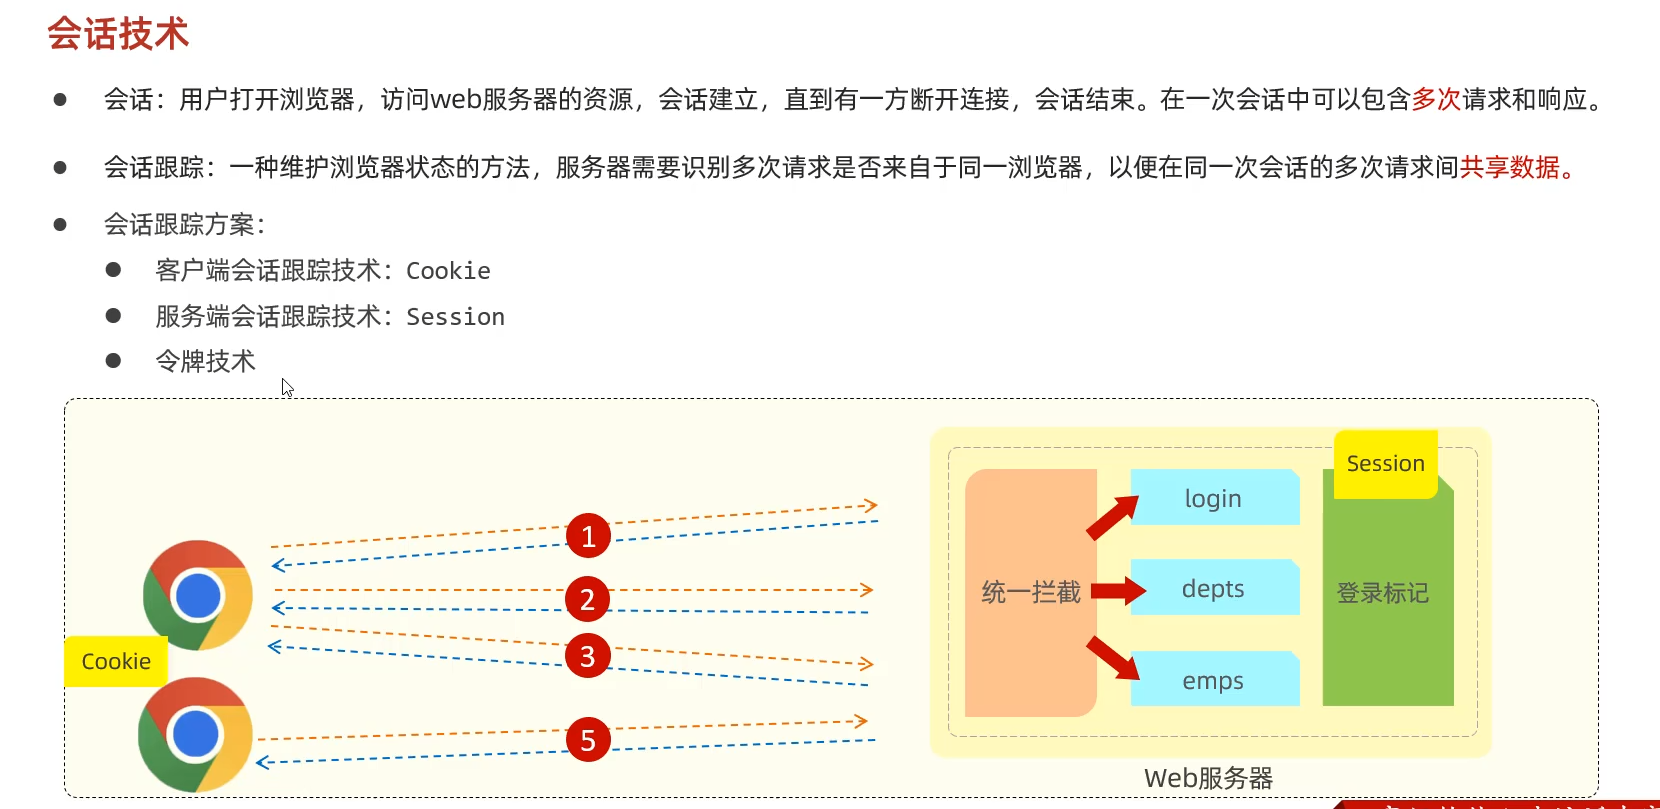 会话技术
会话：用户打开浏览器，访问web服务器的资源，会话建立，直到有一方断开连接，会话结束。在一次会话中可以包含多次请求和响应。
会话跟踪：一种维护浏览器状态的方法，服务器需要识别多次请求是否来自于同一浏览器，以便在同一次会话的多次请求间共享数据。
会话跟踪方案：
客户端会话跟踪技术：Cookie
服务端会话跟踪技术：Session
令牌技术
Session
login
1
统一拦截
depts
登录标记
2
3
Cookie
emps
5
Web服务器